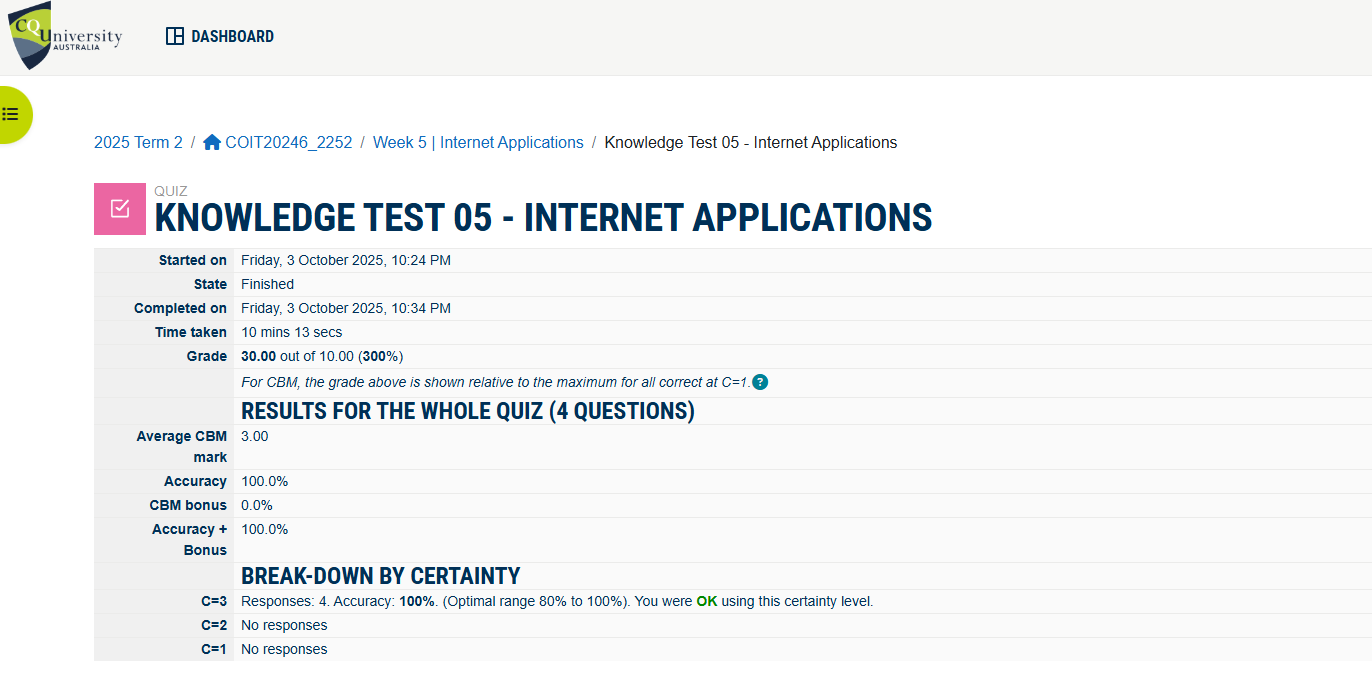 CQUniversity
AUSTRALIA
DASHBOARD
2025 Term 2 / COIT20246_2252 / Week 5 | Internet Applications / Knowledge Test 05 - Internet Applications
QUIZ
KNOWLEDGE TEST 05 - INTERNET APPLICATIONS
Started on Friday, 3 October 2025, 10:24 PM
State Finished
Completed on Friday, 3 October 2025, 10:34 PM
Time taken 10 mins 13 secs
Grade 30.00 out of 10.00 (300%)
For CBM, the grade above is shown relative to the maximum for all correct at C=1. ?
RESULTS FOR THE WHOLE QUIZ (4 QUESTIONS)
Average CBM 3.00
mark
Accuracy 100.0%
CBM bonus 0.0%
Accuracy + 100.0%
Bonus
BREAK-DOWN BY CERTAINTY
C=3 Responses: 4. Accuracy: 100%. (Optimal range 80% to 100%). You were OK using this certainty level.
C=2 No responses
C=1 No responses